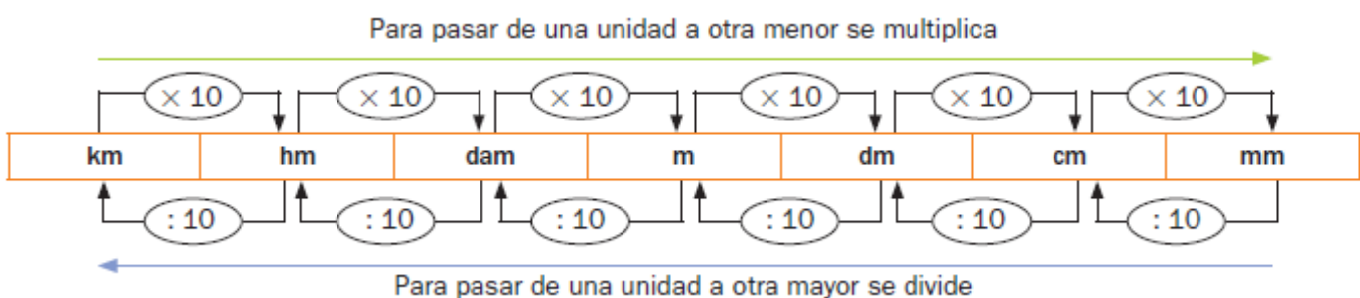 Para pasar de una unidad a otra menor se multiplica
× 10 × 10 × 10 × 10 × 10 × 10
km hm dam m dm cm mm
: 10 : 10 : 10 : 10 : 10 : 10
Para pasar de una unidad a otra mayor se divide